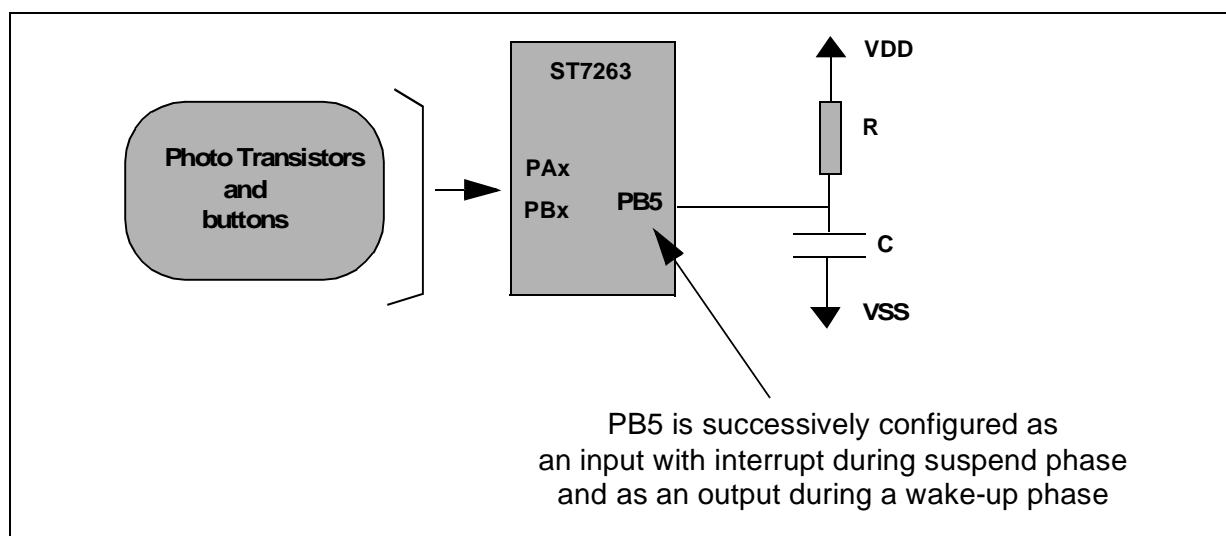 ST7263
VDD
R
Photo Transistors
and
buttons
PAx
PBx
PB5
C
VSS
PB5 is successively configured as
an input with interrupt during suspend phase
and as an output during a wake-up phase